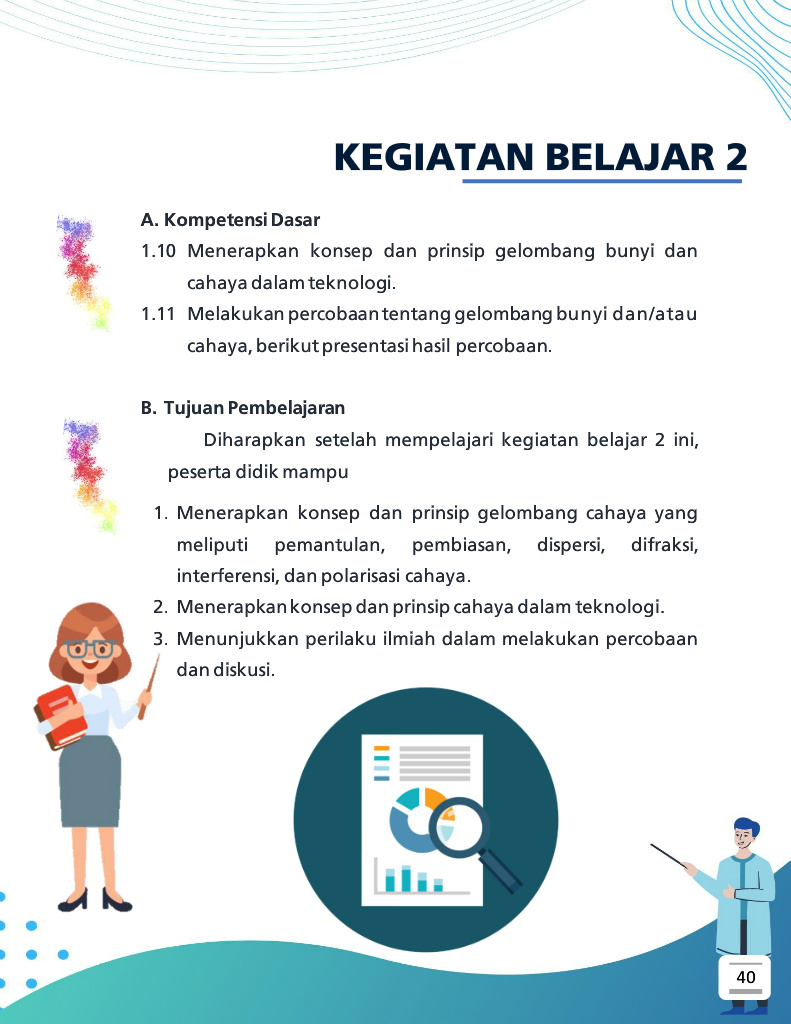 KEGIATAN BELAJAR 2
A. Kompetensi Dasar
1.10 Menerapkan konsep dan prinsip gelombang bunyi dan
cahaya dalam teknologi.
1.11 Melakukan percobaan tentang gelombang bunyi dan/atau
cahaya, berikut presentasi hasil percobaan.
B. Tujuan Pembelajaran
Diharapkan setelah mempelajari kegiatan belajar 2 ini,
peserta didik mampu
1. Menerapkan konsep dan prinsip gelombang cahaya yang
meliputi pemantulan, pembiasan, dispersi, difraksi,
interferensi, dan polarisasi cahaya.
2. Menerapkan konsep dan prinsip cahaya dalam teknologi.
3. Menunjukkan perilaku ilmiah dalam melakukan percobaan
dan diskusi.
40